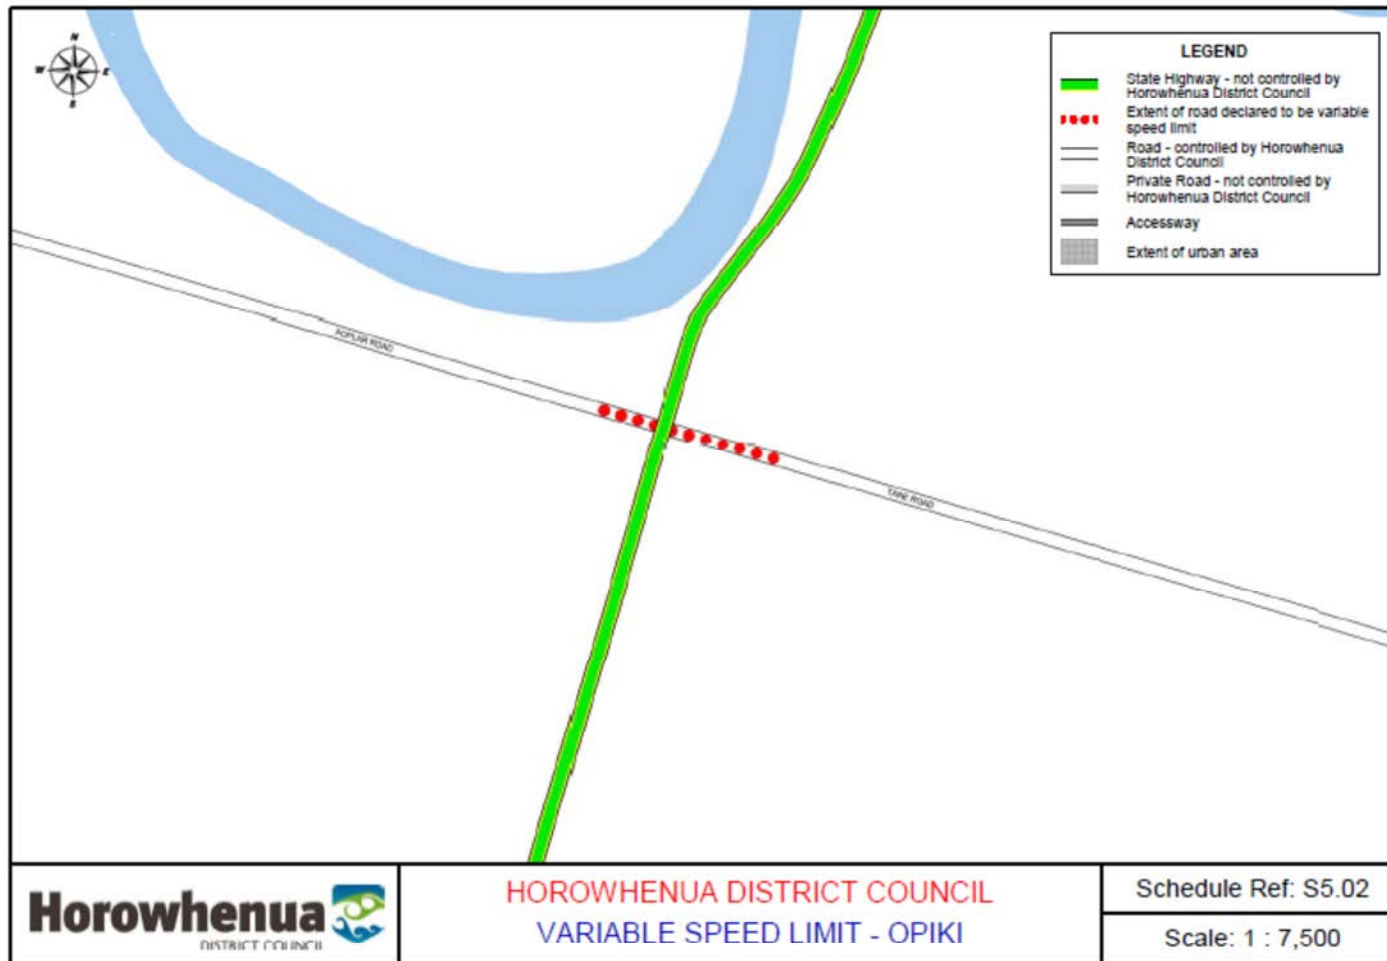 N
W E
S
LEGEND
State Highway - not controlled by
Horowhenua District Council
Extent of road declared to be variable
speed limit
Road - controlled by Horowhenua
District Council
Private Road - not controlled by
Horowhenua District Council
Accessway
Extent of urban area
POPLAR ROAD
TANE ROAD
Horowhenua
DISTRICT COUNCIL
HOROWHENUA DISTRICT COUNCIL
VARIABLE SPEED LIMIT - OPIKI
Schedule Ref: S5.02
Scale: 1 : 7,500